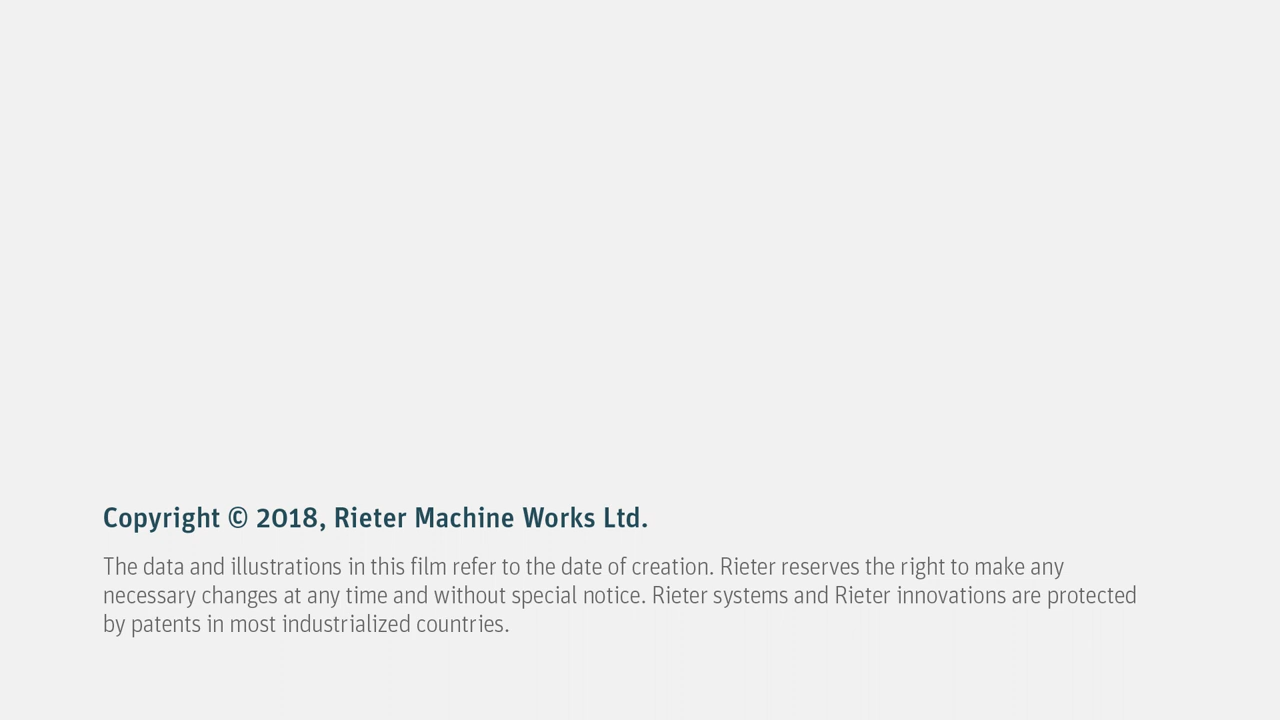 Copyright © 2018, Rieter Machine Works Ltd.
The data and illustrations in this film refer to the date of creation. Rieter reserves the right to make any
necessary changes at any time and without special notice. Rieter systems and Rieter innovations are protected
by patents in most industrialized countries.